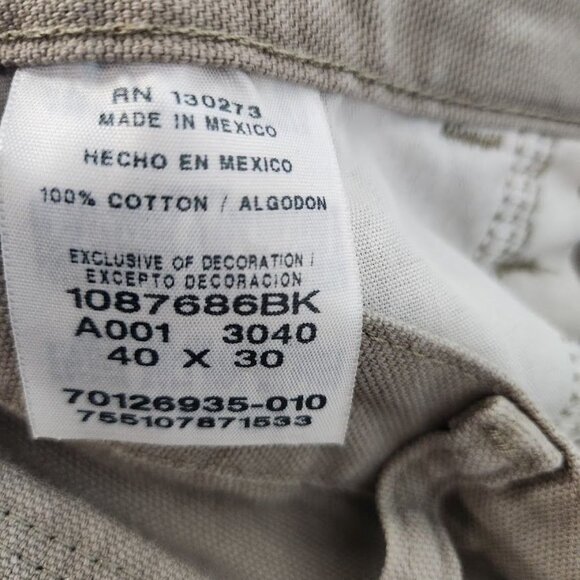 RN 130273
MADE IN MEXICO
HECHO EN MEXICO
100% COTTON / ALGODON
EXCLUSIVE OF DECORATION /
EXCEPTO DECORACION
1087686BK
A001 3040
40 X 30
70126935-010
755107871533